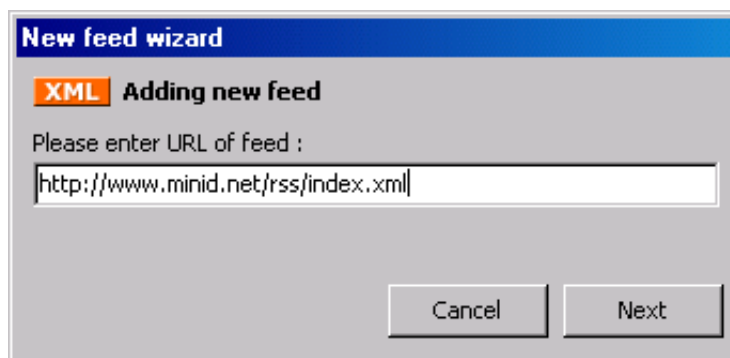 New feed wizard
XML Adding new feed
Please enter URL of feed :
http://www.minid.net/rss/index.xml
Cancel Next